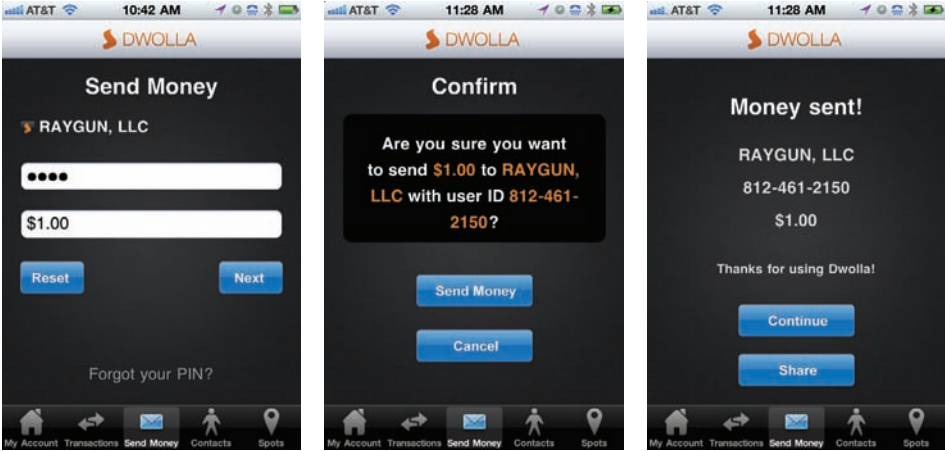 AT&T 10:42 AM
DWOLLA
Send Money
RAYGUN, LLC
••••
$1.00
Reset Next
Forgot your PIN?
My Account Transactions Send Money Contacts Spots
AT&T 11:28 AM
DWOLLA
Confirm
Are you sure you want
to send $1.00 to RAYGUN,
LLC with user ID 812-461-
2150?
Send Money
Cancel
My Account Transactions Send Money Contacts Spots
AT&T 11:28 AM
DWOLLA
Money sent!
RAYGUN, LLC
812-461-2150
$1.00
Thanks for using Dwolla!
Continue
Share
My Account Transactions Send Money Contacts Spots